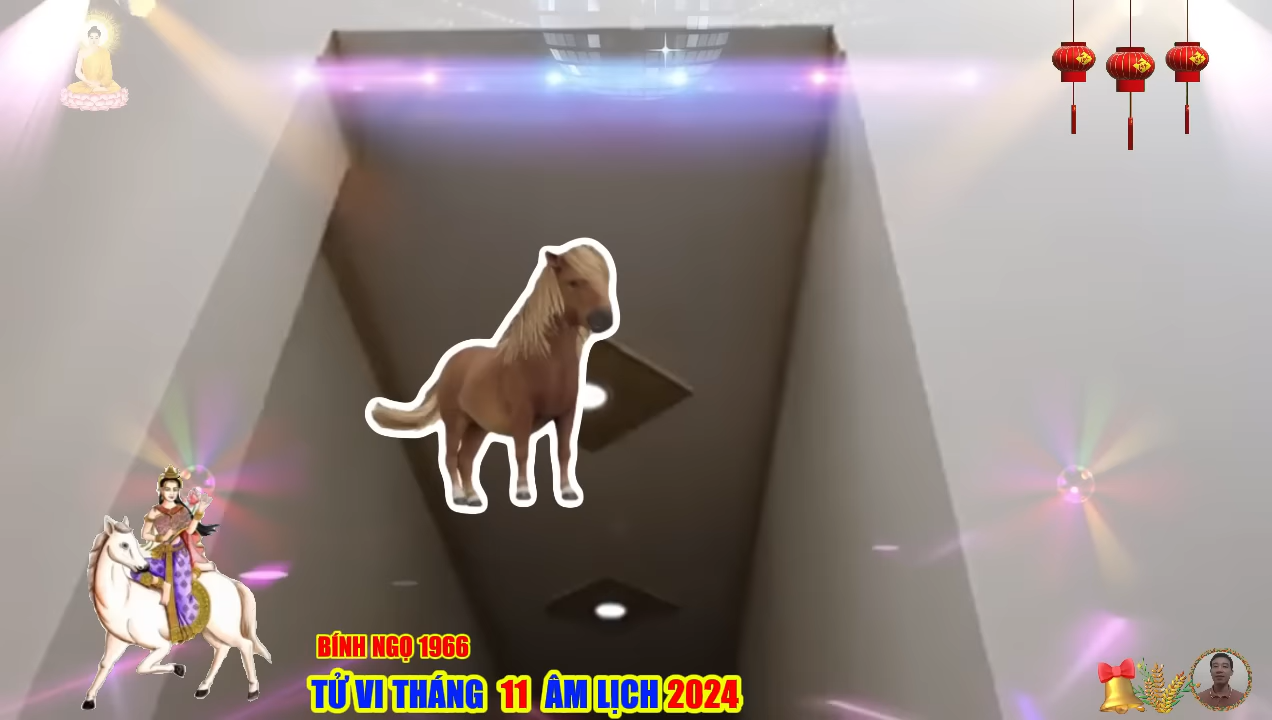 BÍNH NGỌ 1966
TỬ VI THÁNG 11 ÂM LỊCH 2024